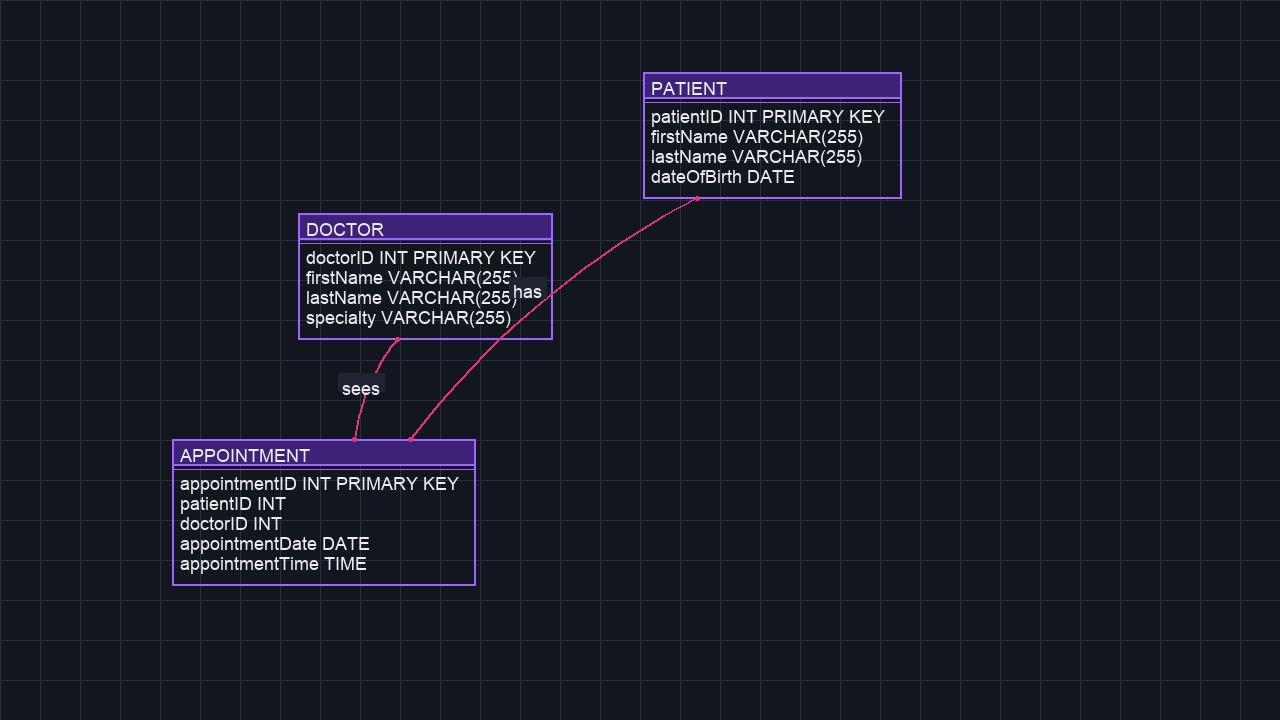 PATIENT
patientID INT PRIMARY KEY
firstName VARCHAR(255)
lastName VARCHAR(255)
dateOfBirth DATE
DOCTOR
doctorID INT PRIMARY KEY
firstName VARCHAR(255)
lastName VARCHAR(255)
specialty VARCHAR(255)
has
sees
APPOINTMENT
appointmentID INT PRIMARY KEY
patientID INT
doctorID INT
appointmentDate DATE
appointmentTime TIME